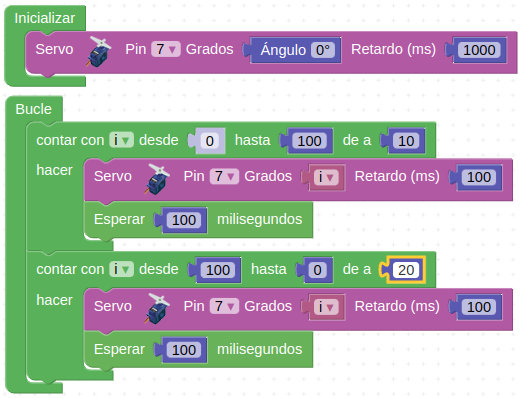 Inicializar
Servo Pin 7 Grados Ángulo 0° Retardo (ms) 1000
Bucle
contar con i desde 0 hasta 100 de a 10
hacer Servo Pin 7 Grados i Retardo (ms) 100
Esperar 100 milisegundos
contar con i desde 100 hasta 0 de a 20
hacer Servo Pin 7 Grados i Retardo (ms) 100
Esperar 100 milisegundos